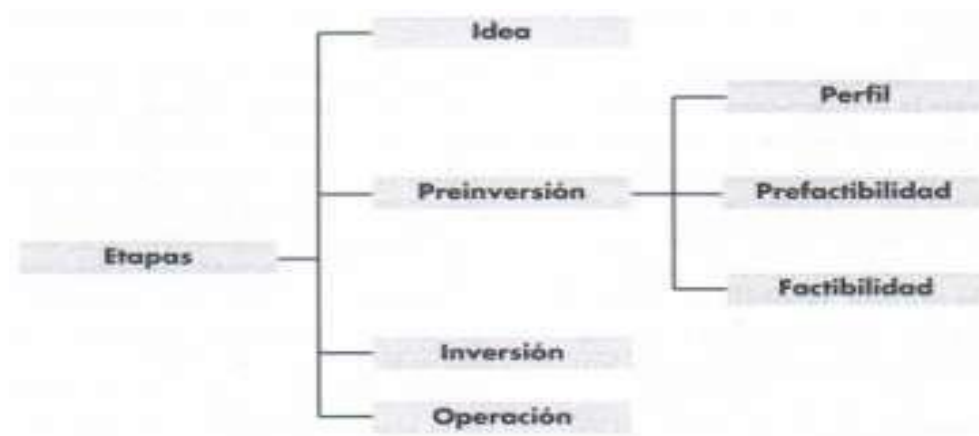 Etapas
Idea
Preinversión
Perfil
Prefactibilidad
Factibilidad
Inversión
Operación